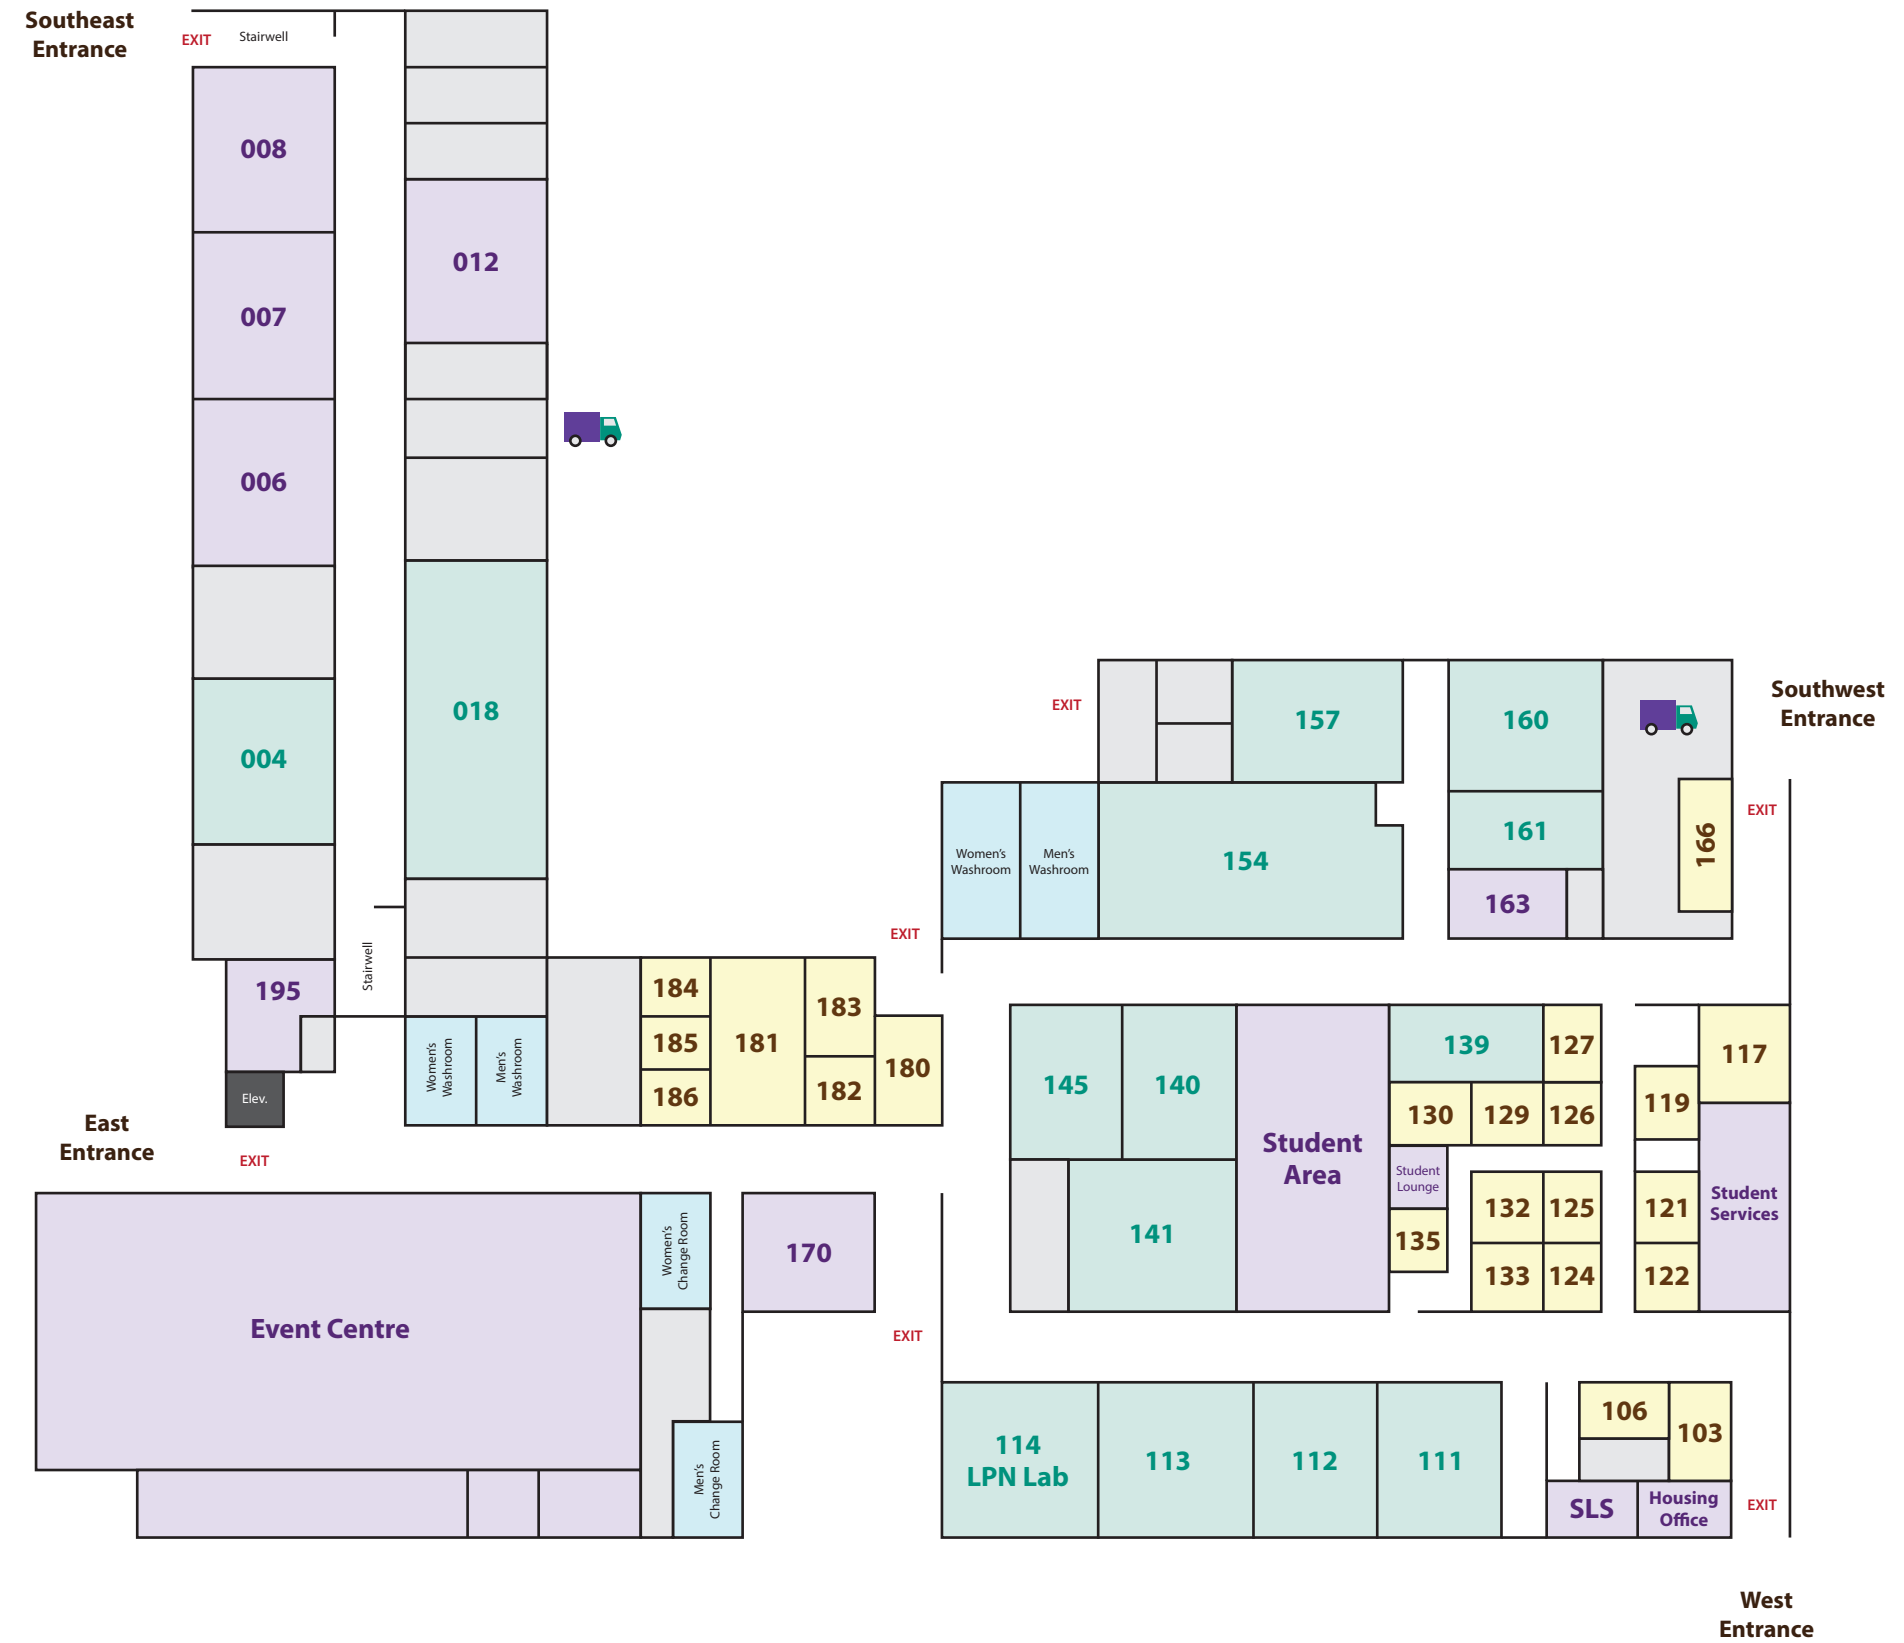 Southeast
Entrance
EXIT
Stairwell
008
012
007
006
018
004
Southwest
Entrance
EXIT
157
160
161
166
EXIT
Women's
Washroom
Men's
Washroom
154
163
EXIT
Stairwell
195
184
185
186
181
183
182
180
Women's
Washroom
Men's
Washroom
Elev.
East
Entrance
EXIT
145
140
141
Student
Area
139
127
130
129
126
Student
Lounge
135
132
125
133
124
117
119
121
122
Student
Services
Event Centre
Women's
Change Room
Men's
Change Room
170
EXIT
114
LPN Lab
113
112
111
106
103
SLS
Housing
Office
EXIT
West
Entrance